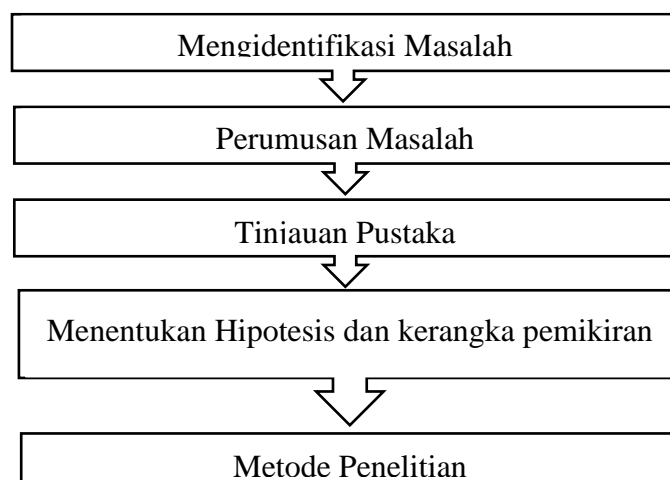 Mengidentifikasi Masalah
Perumusan Masalah
Tinjauan Pustaka
Menentukan Hipotesis dan kerangka pemikiran
Metode Penelitian